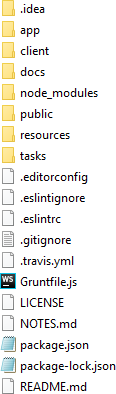 .idea
app
client
docs
node_modules
public
resources
tasks
.editorconfig
.eslintignore
.eslintrc
.gitignore
.travis.yml
WS Gruntfile.js
LICENSE
NOTES.md
package.json
package-lock.json
README.md